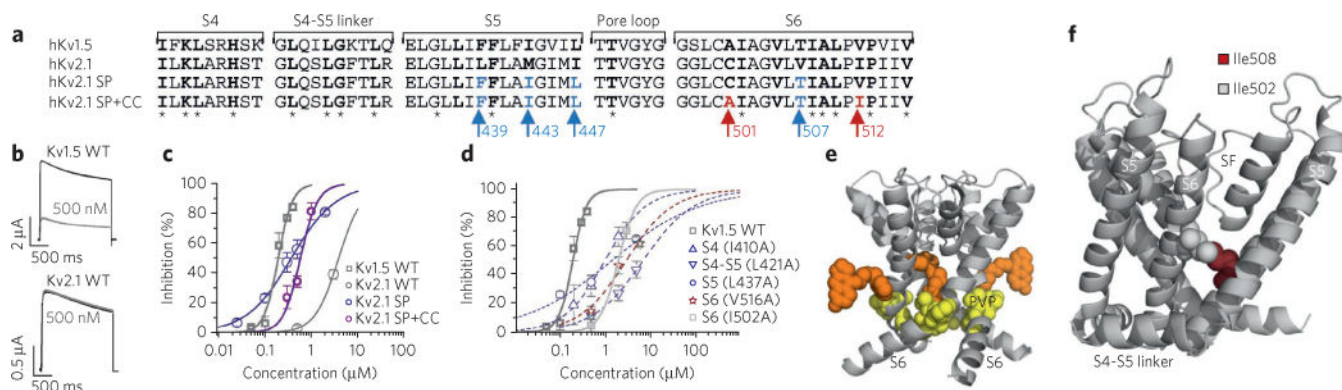 a
S4 S4-S5 linker S5 Pore loop S6
hKv1.5 IFKLSRHSK GLQILGKTLQ ELGLLIFFLFIGVIL TTVGYG GSLCAIAGVLTIALPVPVIV
hKv2.1 ILKLARHST GLQSLGFTLR ELGLLILFLAMGIMI TTVGYG GGLCCIAGVLVIALPIPIIV
hKv2.1 SP ILKLARHST GLQSLGFTLR ELGLLIFFLAIGIML TTVGYG GGLCCIAGVLTIALPIPIIV
hKv2.1 SP+CC ILKLARHST GLQSLGFTLR ELGLLIFFLAIGIML TTVGYG GGLCAIAGVLTIALPVPIIV
439 443 447 501 507 512
b
Kv1.5 WT
500 nM
2 µA
500 ms
Kv2.1 WT
500 nM
0.5 µA
500 ms
c
Inhibition (%)
100
80
60
40
20
0
0.01 0.1 1 10 100
Concentration (µM)
Kv1.5 WT
Kv2.1 WT
Kv2.1 SP
Kv2.1 SP+CC
d
Inhibition (%)
100
80
60
40
20
0
0.1 1 10 100
Concentration (µM)
Kv1.5 WT
S4 (I410A)
S4-S5 (L421A)
S5 (L437A)
S6 (V516A)
S6 (I502A)
e
PVP
S6 S6
f
Ile508
Ile502
S5 S6 SF S5
S4-S5 linker